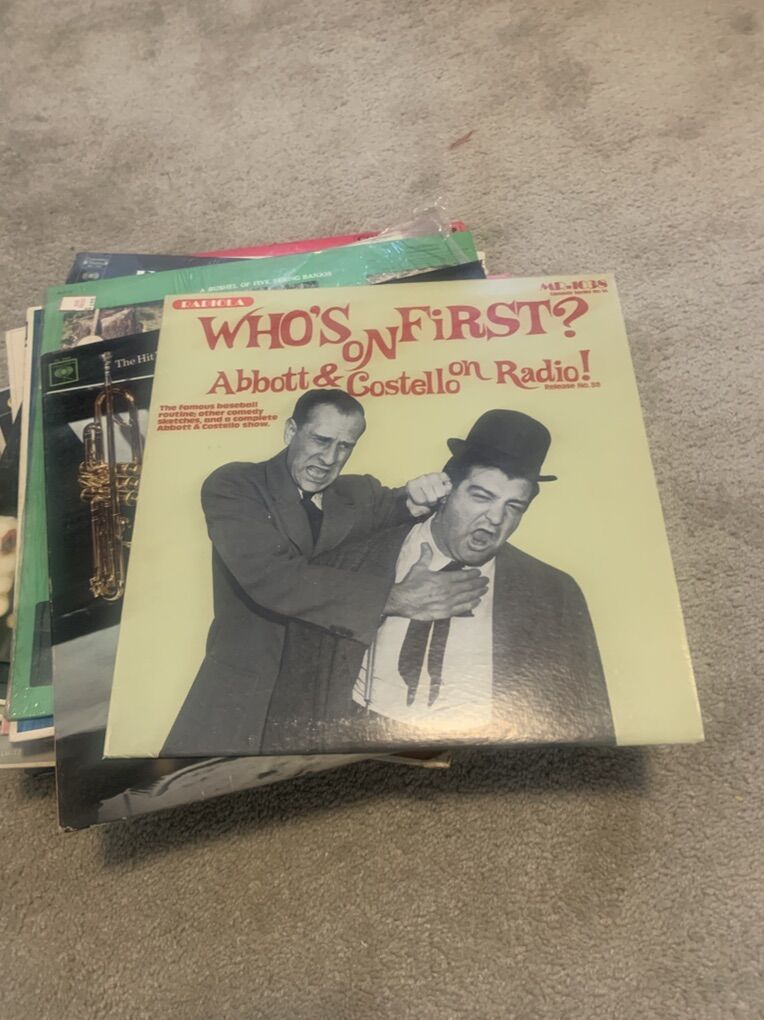 A BUSHEL OF FIVE STRING BANJOS
The Hit
RADIOLA
MR-1038
WHO'S ON FiRST?
Abbott & Costello on Radio!
Release No. 38
The famous baseball
routine; other comedy
sketches, and a complete
Abbott & Costello show.